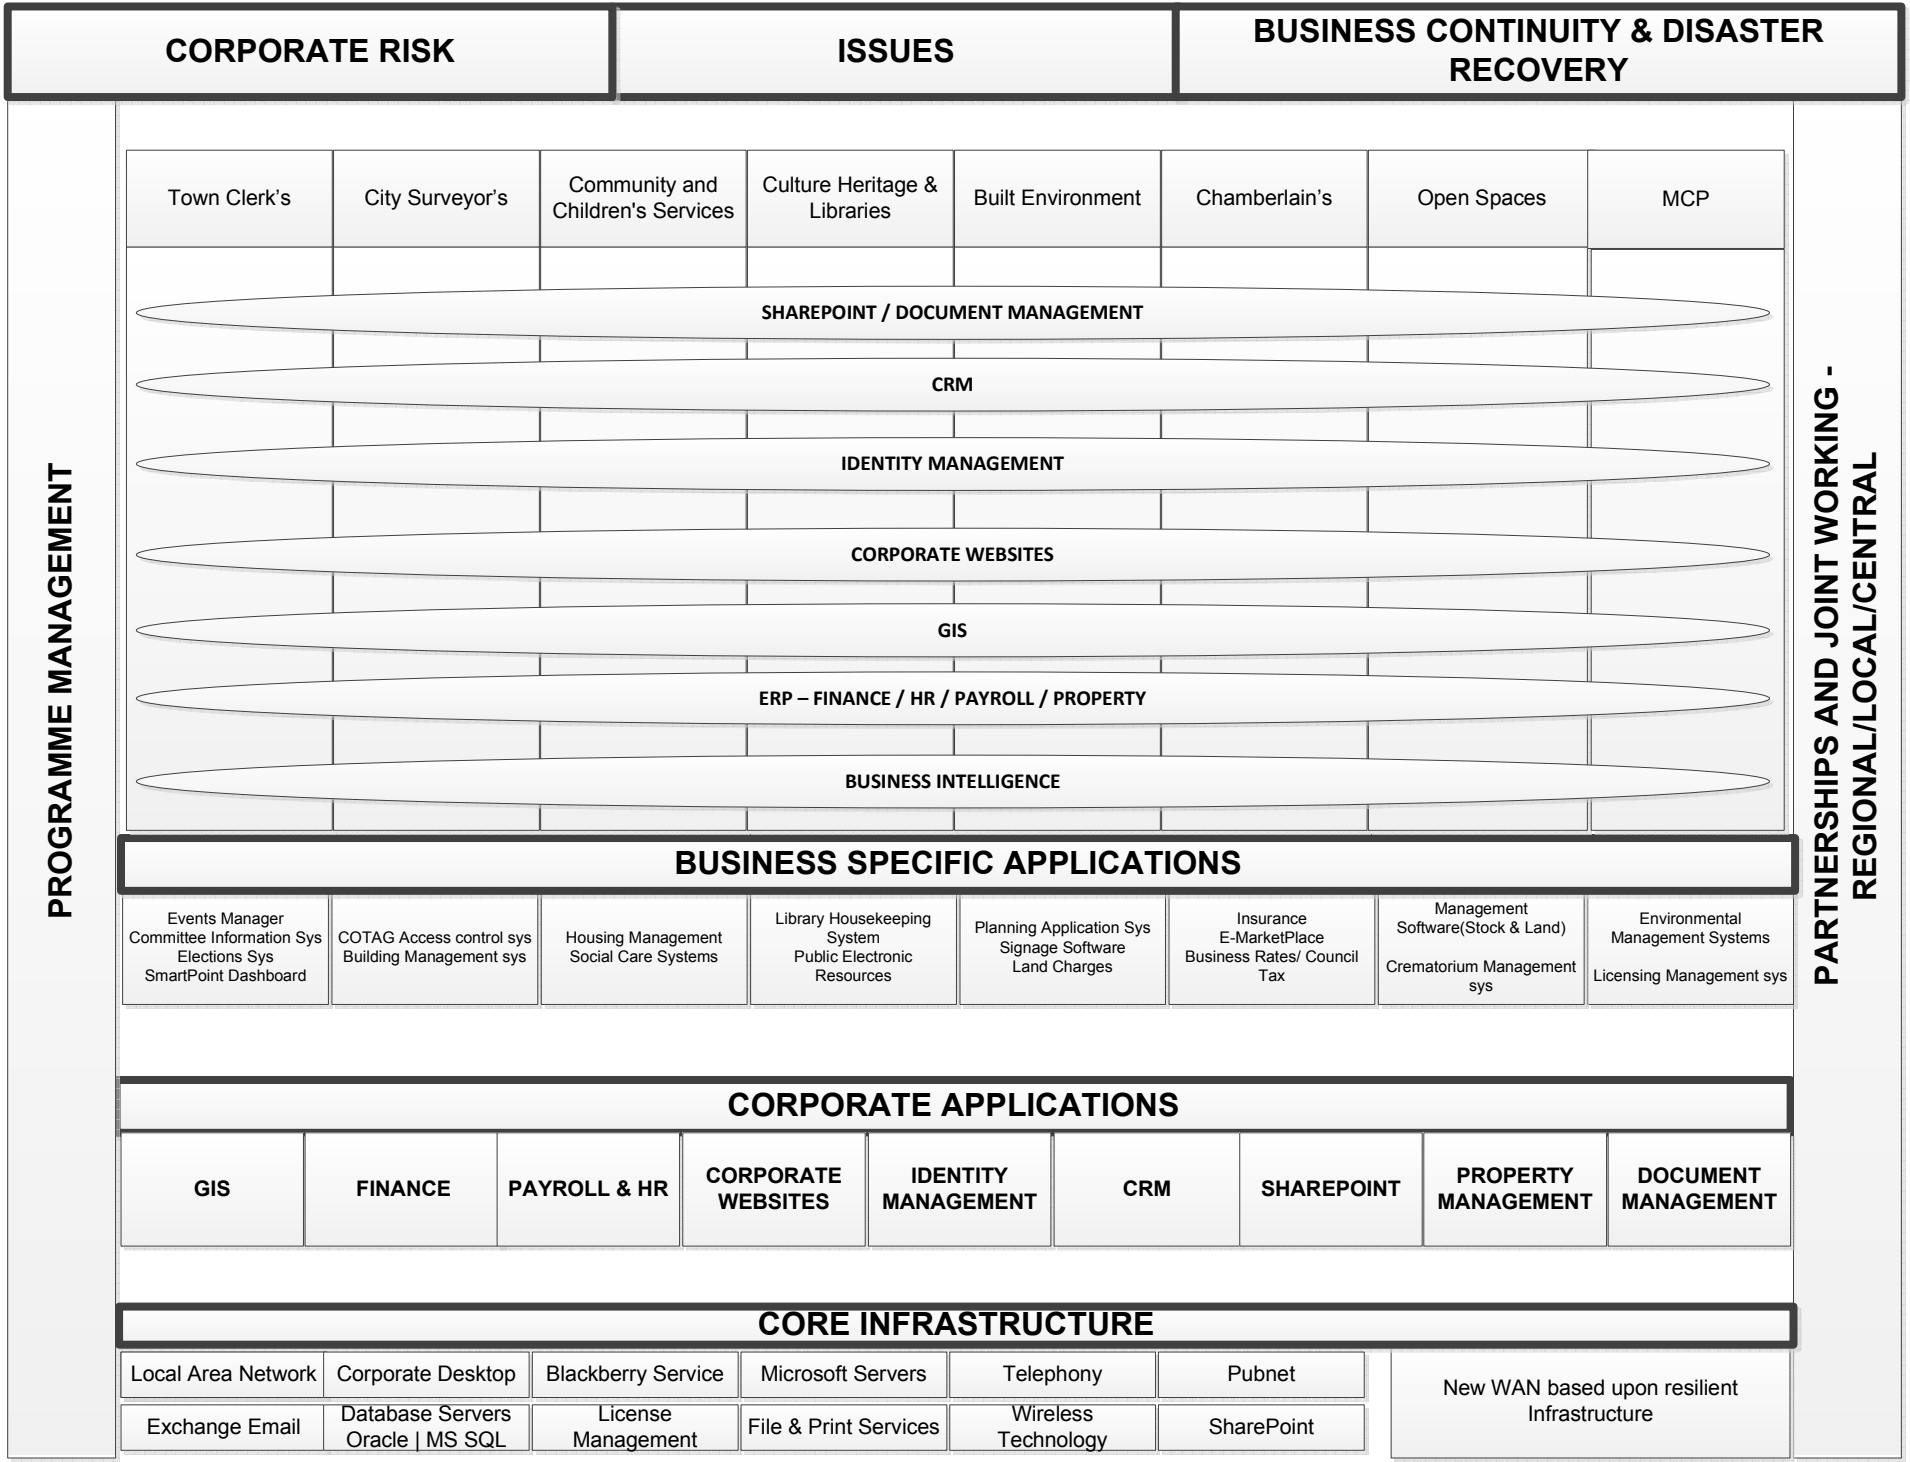 CORPORATE RISK
ISSUES
BUSINESS CONTINUITY & DISASTER
RECOVERY
PROGRAMME MANAGEMENT
Town Clerk's
City Surveyor's
Community and
Children's Services
Culture Heritage &
Libraries
Built Environment
Chamberlain's
Open Spaces
MCP
SHAREPOINT / DOCUMENT MANAGEMENT
CRM
IDENTITY MANAGEMENT
CORPORATE WEBSITES
GIS
ERP – FINANCE / HR / PAYROLL / PROPERTY
BUSINESS INTELLIGENCE
PARTNERSHIPS AND JOINT WORKING -
REGIONAL/LOCAL/CENTRAL
BUSINESS SPECIFIC APPLICATIONS
Events Manager
Committee Information Sys
Elections Sys
SmartPoint Dashboard
COTAG Access control sys
Building Management sys
Housing Management
Social Care Systems
Library Housekeeping
System
Public Electronic
Resources
Planning Application Sys
Signage Software
Land Charges
Insurance
E-MarketPlace
Business Rates/ Council
Tax
Management
Software(Stock & Land)
Crematorium Management
sys
Environmental
Management Systems
Licensing Management sys
CORPORATE APPLICATIONS
GIS
FINANCE
PAYROLL & HR
CORPORATE
WEBSITES
IDENTITY
MANAGEMENT
CRM
SHAREPOINT
PROPERTY
MANAGEMENT
DOCUMENT
MANAGEMENT
CORE INFRASTRUCTURE
Local Area Network
Corporate Desktop
Blackberry Service
Microsoft Servers
Telephony
Pubnet
Exchange Email
Database Servers
Oracle | MS SQL
License
Management
File & Print Services
Wireless
Technology
SharePoint
New WAN based upon resilient
Infrastructure